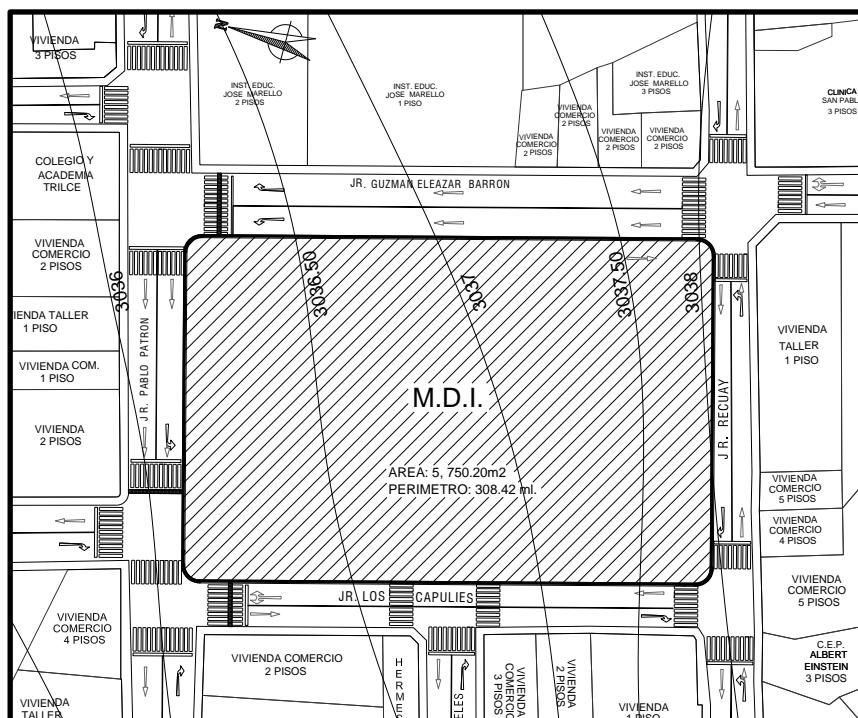 VIVIENDA
3 PISOS
N
INST. EDUC.
JOSE MARELLO
2 PISOS
INST. EDUC.
JOSE MARELLO
1 PISO
INST. EDUC.
JOSE MARELLO
3 PISOS
VIVIENDA
COMERCIO
2 PISOS
VIVIENDA
COMERCIO
2 PISOS
VIVIENDA
COMERCIO
2 PISOS
VIVIENDA
COMERCIO
2 PISOS
CLINICA
SAN PABL
3 PISOS
COLEGIO Y
ACADEMIA
TRILCE
JR. GUZMAN ELEAZAR BARRON
VIVIENDA
COMERCIO
2 PISOS
3036
3036.50
3037
3037.50
3038
IENDA TALLER
1 PISO
VIVIENDA COM.
1 PISO
VIVIENDA
2 PISOS
JR. PABLO PATRON
M.D.I.
AREA: 5, 750.20m2
PERIMETRO: 308.42 ml.
JR. RECUAY
VIVIENDA
TALLER
1 PISO
VIVIENDA
COMERCIO
5 PISOS
VIVIENDA
COMERCIO
4 PISOS
VIVIENDA
COMERCIO
5 PISOS
C.E.P.
ALBERT
EINSTEIN
3 PISOS
JR. LOS CAPULIES
VIVIENDA
COMERCIO
4 PISOS
VIVIENDA COMERCIO
2 PISOS
HERMES
ELES
VIVIENDA
COMERCIO
3 PISOS
VIVIENDA
2 PISOS
VIVIENDA
1 PISO
VIVIENDA
TALLER